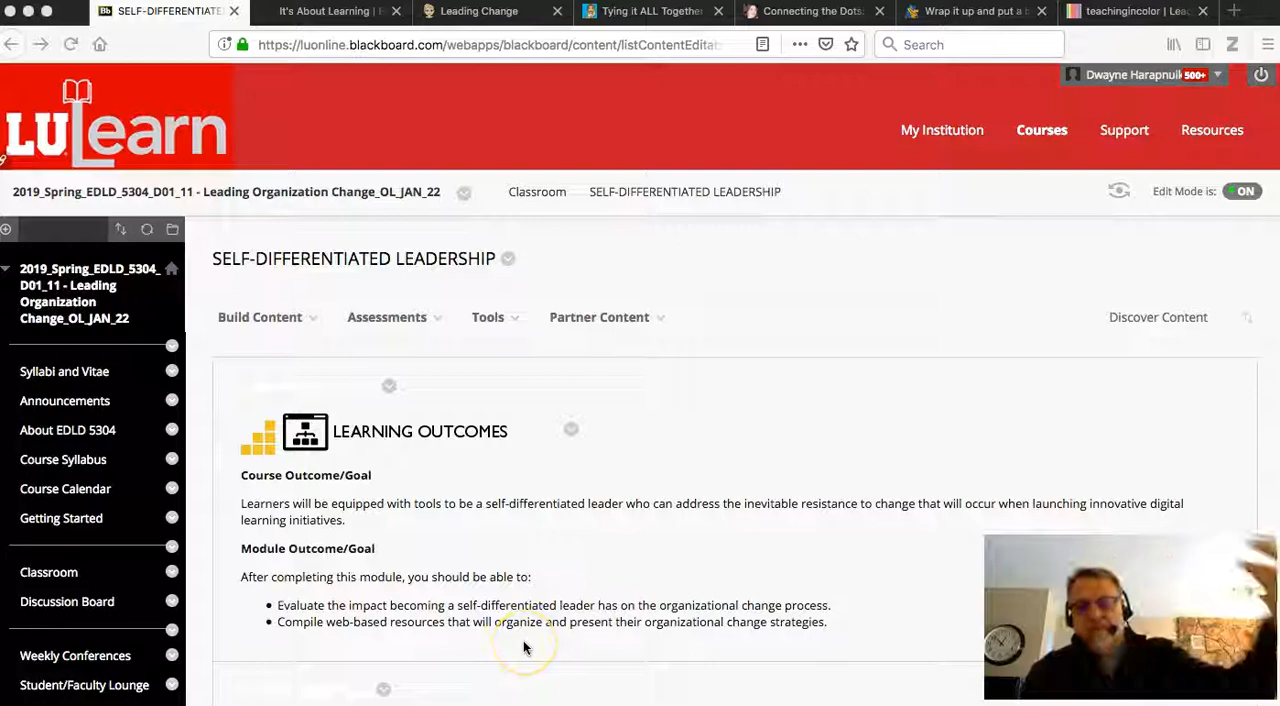 SELF-DIFFERENTIATE
It's About Learning | F
Leading Change
Tying it ALL Together
Connecting the Dots:
Wrap it up and put a b
teachingincolor | Lea
https://luonline.blackboard.com/webapps/blackboard/content/listContentEditab
Search
Dwayne Harapnuik 500+
LU Learn
My Institution
Courses
Support
Resources
2019_Spring_EDLD_5304_D01_11 - Leading Organization Change_OL_JAN_22
Classroom
SELF-DIFFERENTIATED LEADERSHIP
Edit Mode is:
ON
2019_Spring_EDLD_5304_
D01_11 - Leading
Organization
Change_OL_JAN_22
Syllabi and Vitae
Announcements
About EDLD 5304
Course Syllabus
Course Calendar
Getting Started
Classroom
Discussion Board
Weekly Conferences
Student/Faculty Lounge
SELF-DIFFERENTIATED LEADERSHIP
Build Content
Assessments
Tools
Partner Content
Discover Content
LEARNING OUTCOMES
Course Outcome/Goal
Learners will be equipped with tools to be a self-differentiated leader who can address the inevitable resistance to change that will occur when launching innovative digital
learning initiatives.
Module Outcome/Goal
After completing this module, you should be able to:
• Evaluate the impact becoming a self-differentiated leader has on the organizational change process.
• Compile web-based resources that will organize and present their organizational change strategies.